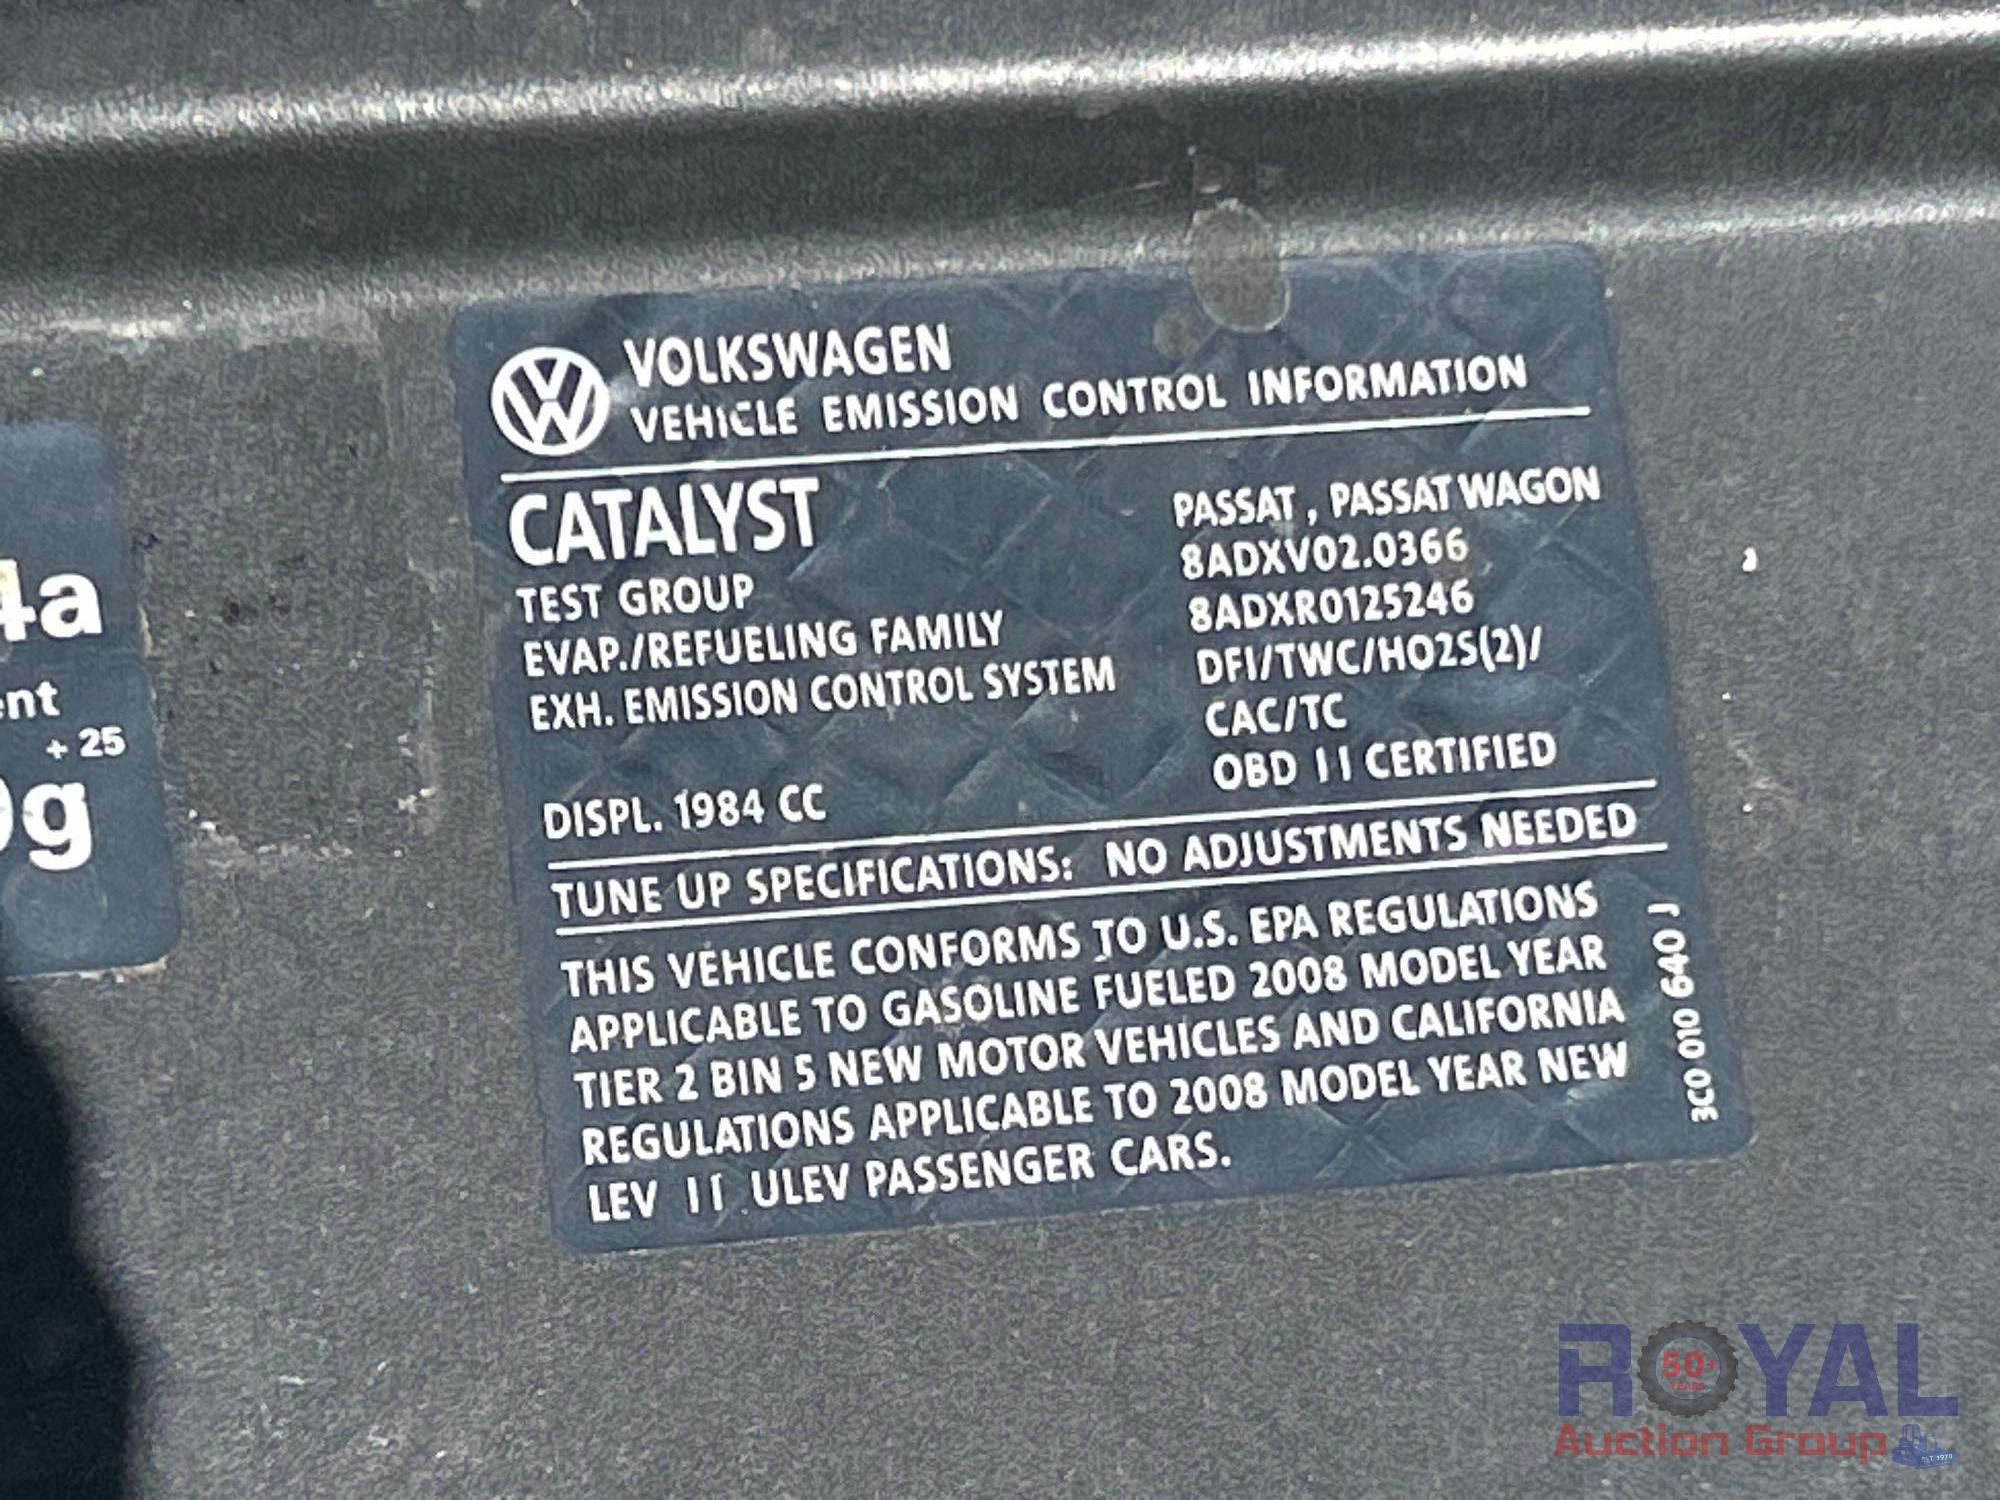 4a
ent
+ 25
0g
VOLKSWAGEN
VEHICLE EMISSION CONTROL INFORMATION
CATALYST
PASSAT , PASSAT WAGON
TEST GROUP 8ADXV02.0366
EVAP./REFUELING FAMILY 8ADXR0125246
EXH. EMISSION CONTROL SYSTEM DFI/TWC/HO2S(2)/
CAC/TC
DISPL. 1984 CC OBD II CERTIFIED
TUNE UP SPECIFICATIONS: NO ADJUSTMENTS NEEDED
THIS VEHICLE CONFORMS TO U.S. EPA REGULATIONS
APPLICABLE TO GASOLINE FUELED 2008 MODEL YEAR
TIER 2 BIN 5 NEW MOTOR VEHICLES AND CALIFORNIA
REGULATIONS APPLICABLE TO 2008 MODEL YEAR NEW
LEV II ULEV PASSENGER CARS.
3C0 010 640 J
ROYAL
50+
YEARS
Auction Group
EST. 1970